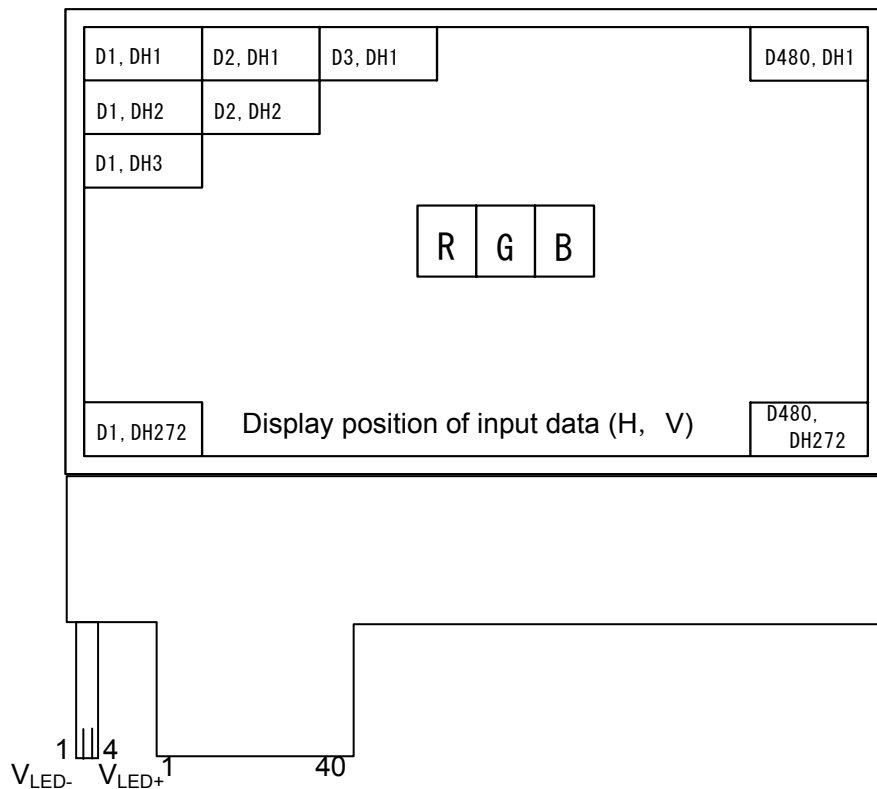 D1, DH1 D2, DH1 D3, DH1 D480, DH1
D1, DH2 D2, DH2
D1, DH3
R G B
D1, DH272 Display position of input data (H, V) D480,
DH272
1 4 1 40
VLED- VLED+